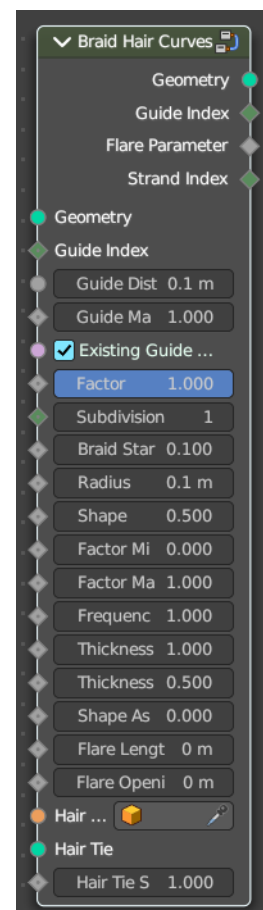 Braid Hair Curves
Geometry
Guide Index
Flare Parameter
Strand Index
Geometry
Guide Index
Guide Dist 0.1 m
Guide Ma 1.000
Existing Guide ...
Factor 1.000
Subdivision 1
Braid Star 0.100
Radius 0.1 m
Shape 0.500
Factor Mi 0.000
Factor Ma 1.000
Frequenc 1.000
Thickness 1.000
Thickness 0.500
Shape As 0.000
Flare Lengt 0 m
Flare Openi 0 m
Hair ...
Hair Tie
Hair Tie S 1.000